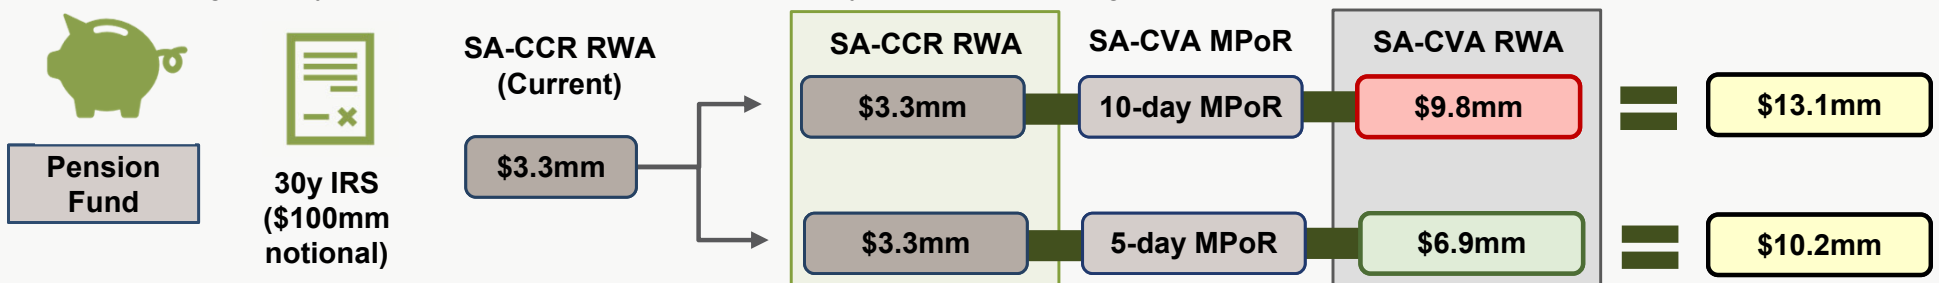 SA-CCR RWA
(Current)
SA-CCR RWA
SA-CVA MPoR
SA-CVA RWA
$3.3mm
10-day MPoR
$9.8mm
$13.1mm
Pension
Fund
30y IRS
($100mm
notional)
$3.3mm
$3.3mm
5-day MPoR
$6.9mm
$10.2mm